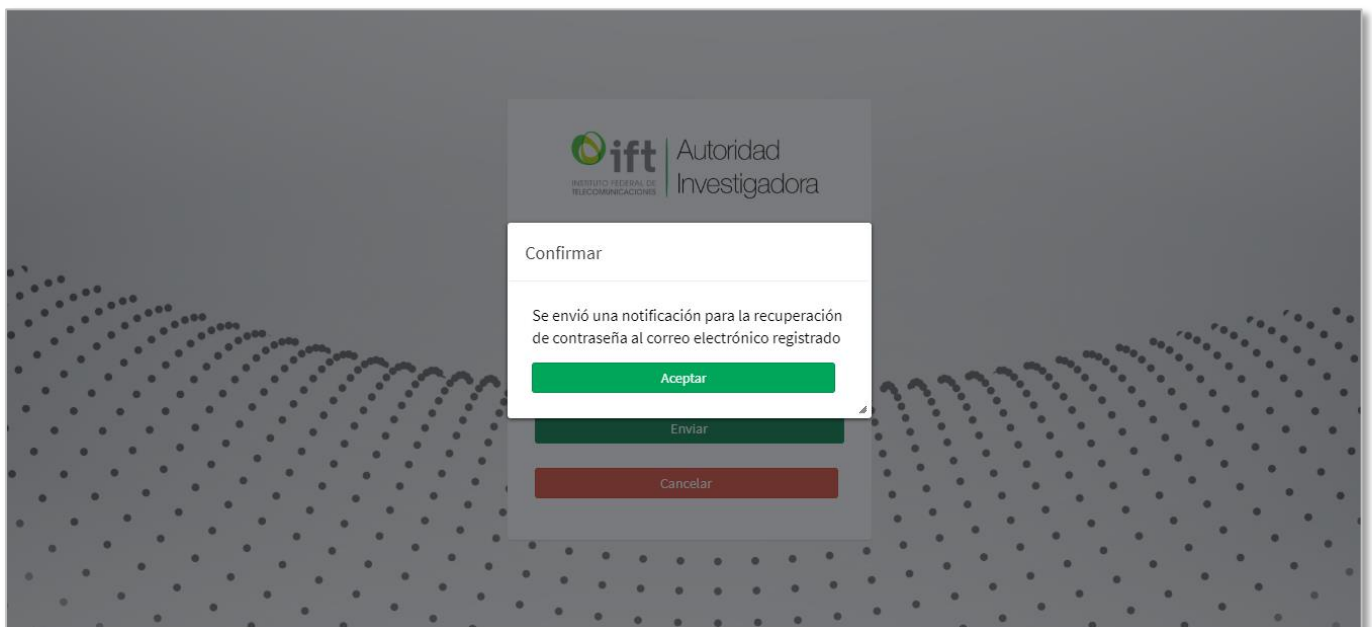 ift
INSTITUTO FEDERAL DE
TELECOMUNICACIONES
Autoridad
Investigadora
Confirmar
Se envió una notificación para la recuperación
de contraseña al correo electrónico registrado
Aceptar
Enviar
Cancelar